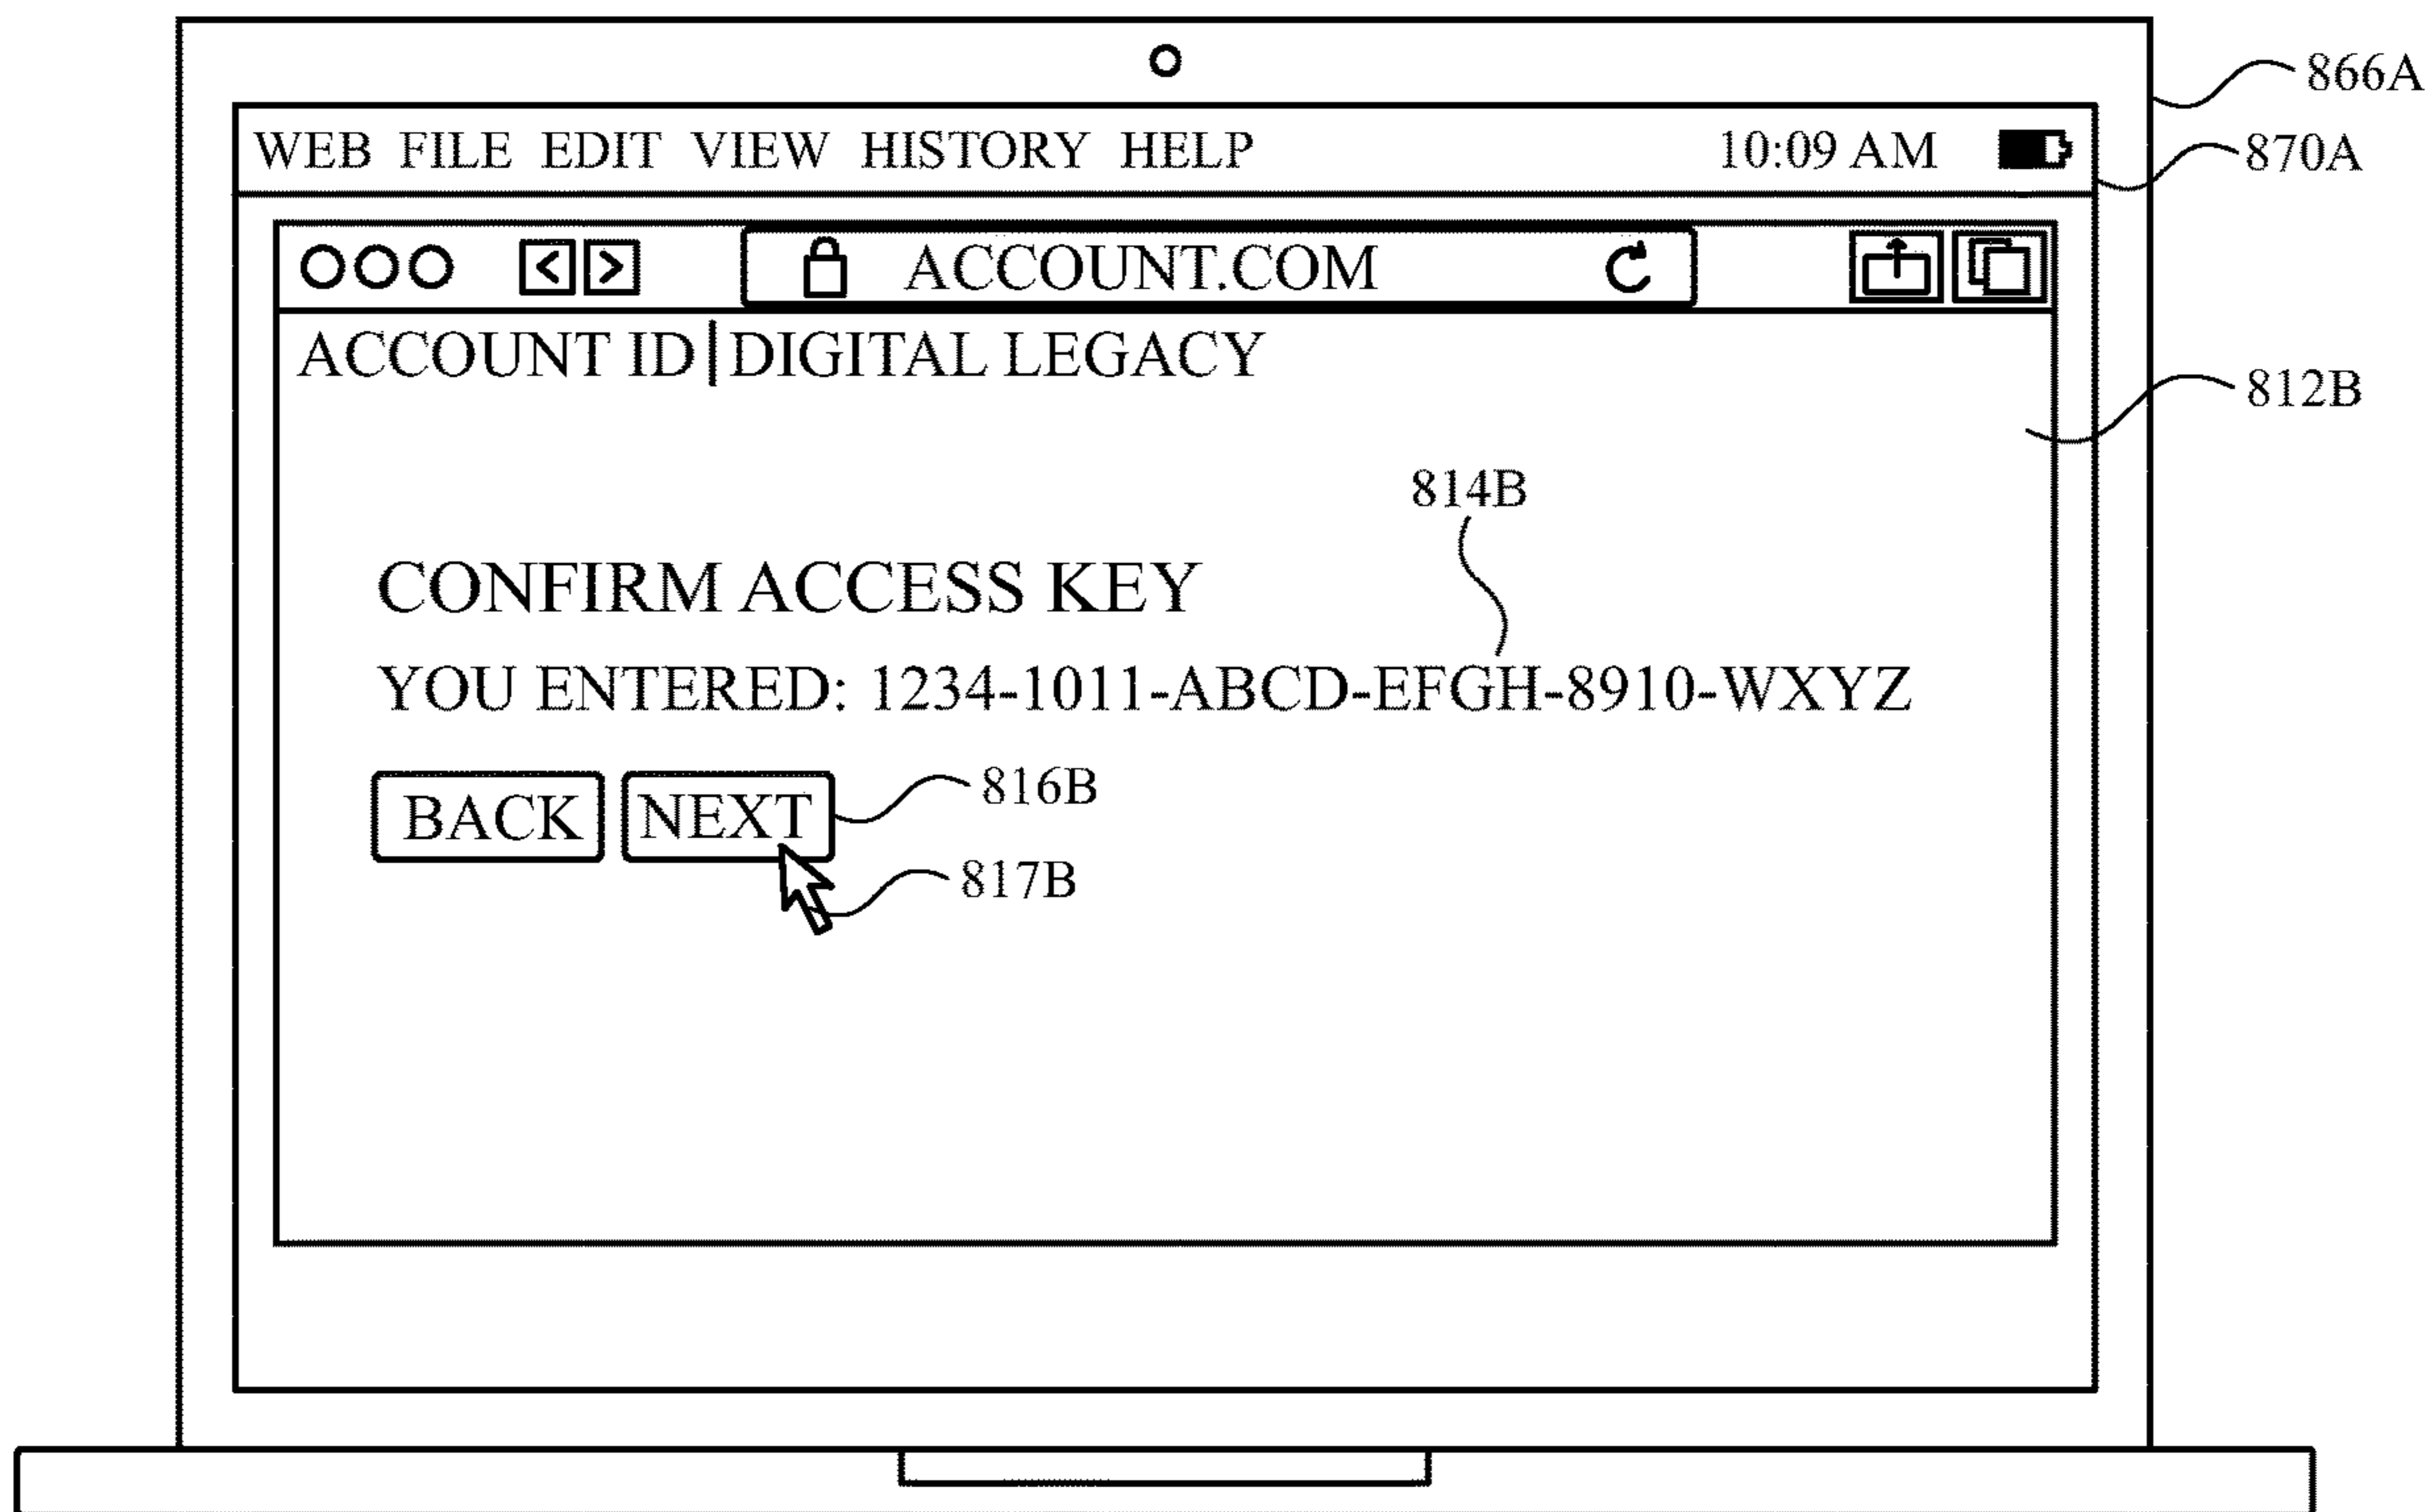 866A
WEB FILE EDIT VIEW HISTORY HELP 10:09 AM
870A
ACCOUNT.COM
ACCOUNT ID | DIGITAL LEGACY
812B
814B
CONFIRM ACCESS KEY
YOU ENTERED: 1234-1011-ABCD-EFGH-8910-WXYZ
BACK NEXT
816B
817B